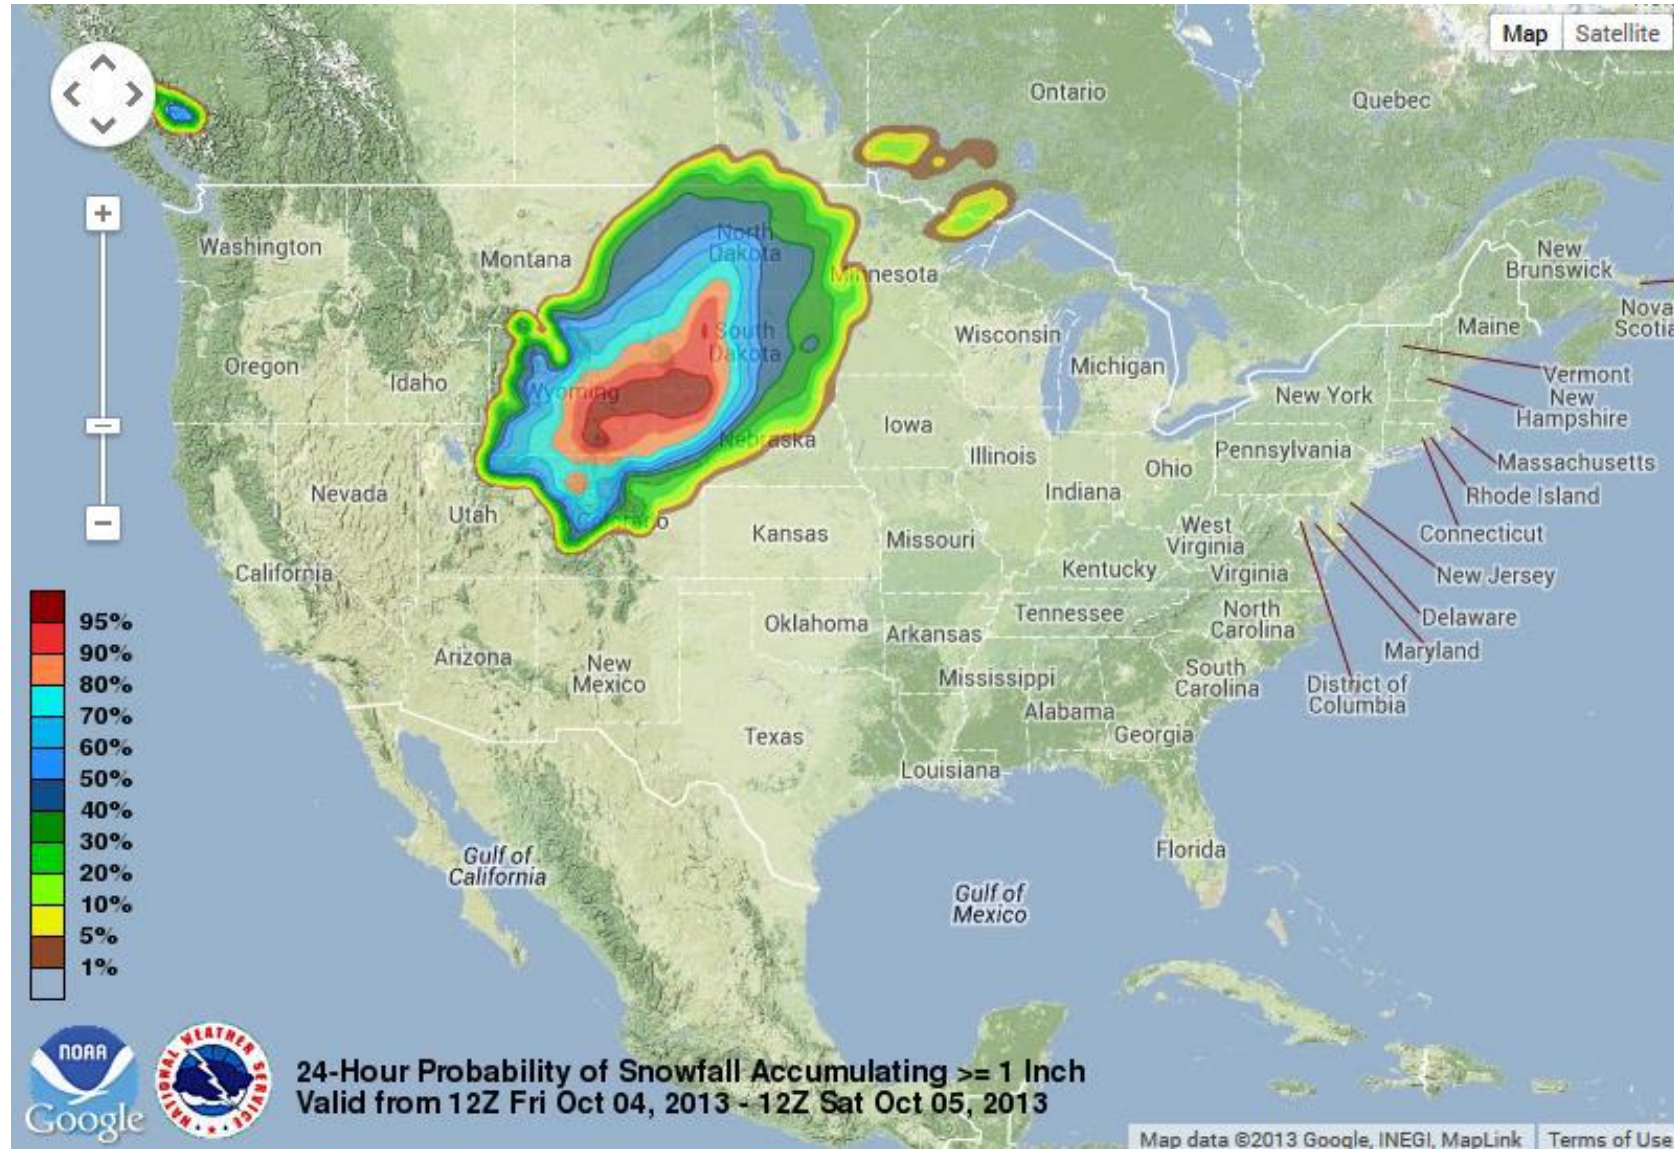 Map Satellite
Ontario
Quebec
Washington
Montana
North
Dakota
Minnesota
New
Brunswick
Nova
Scotia
Maine
Oregon
Idaho
Wyoming
South
Dakota
Wisconsin
Michigan
Vermont
New
Hampshire
New York
Nebraska
Iowa
Illinois
Indiana
Ohio
Pennsylvania
Massachusetts
Rhode Island
Connecticut
Nevada
Utah
Colorado
Kansas
Missouri
West
Virginia
Kentucky
Virginia
New Jersey
Delaware
Maryland
District of
Columbia
California
Arizona
New
Mexico
Oklahoma
Arkansas
Tennessee
North
Carolina
South
Carolina
Mississippi
Alabama
Georgia
Texas
Louisiana
Florida
Gulf of
California
Gulf of
Mexico
95%
90%
80%
70%
60%
50%
40%
30%
20%
10%
5%
1%
NOAA
Google
NATIONAL WEATHER SERVICE
24-Hour Probability of Snowfall Accumulating >= 1 Inch
Valid from 12Z Fri Oct 04, 2013 - 12Z Sat Oct 05, 2013
Map data ©2013 Google, INEGI, MapLink Terms of Use